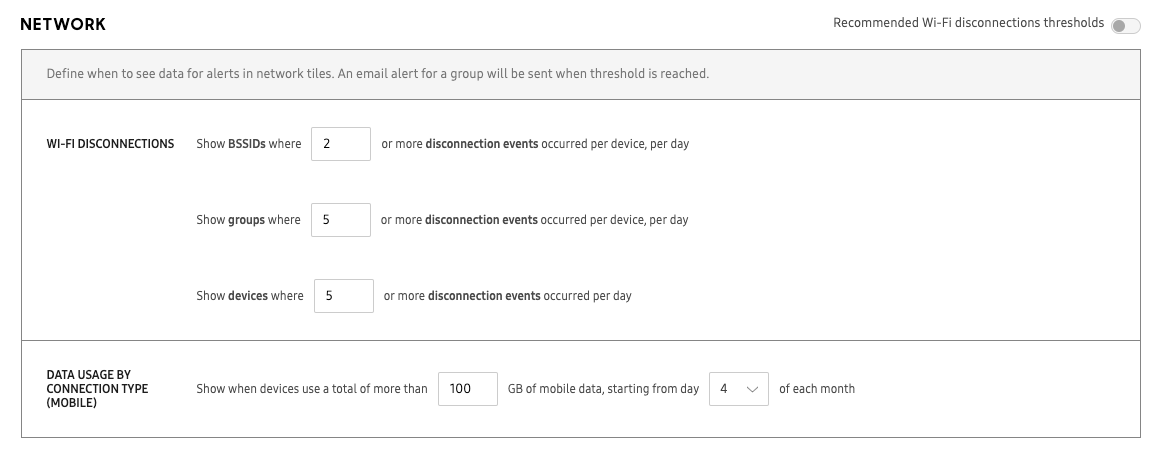 NETWORK
Recommended Wi-Fi disconnections thresholds
Define when to see data for alerts in network tiles. An email alert for a group will be sent when threshold is reached.
WI-FI DISCONNECTIONS Show BSSIDs where 2 or more disconnection events occurred per device, per day
Show groups where 5 or more disconnection events occurred per device, per day
Show devices where 5 or more disconnection events occurred per day
DATA USAGE BY
CONNECTION TYPE
(MOBILE)
Show when devices use a total of more than 100 GB of mobile data, starting from day 4 of each month